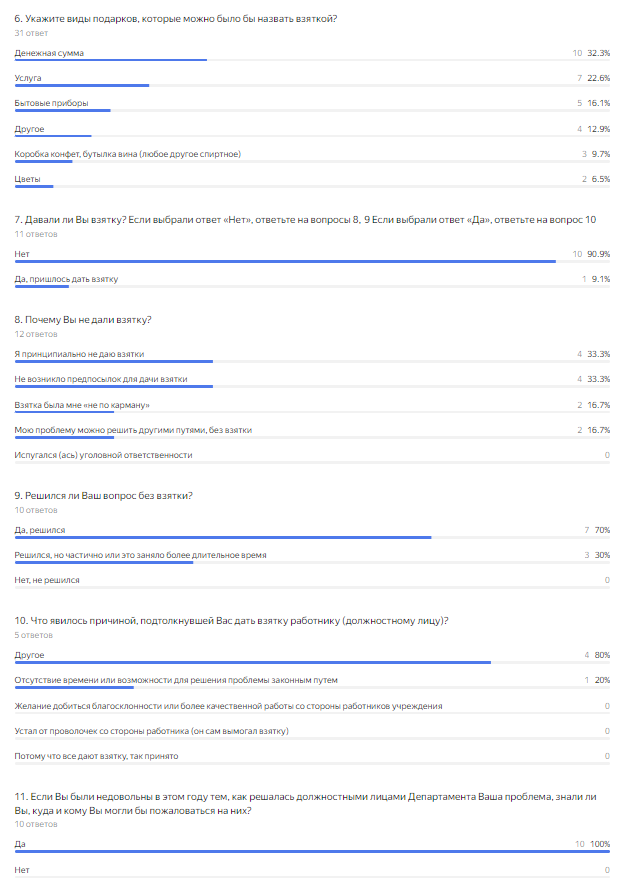 6. Укажите виды подарков, которые можно было бы назвать взяткой?
31 ответ
Денежная сумма 10 32.3%
Услуга 7 22.6%
Бытовые приборы 5 16.1%
Другое 4 12.9%
Коробка конфет, бутылка вина (любое другое спиртное) 3 9.7%
Цветы 2 6.5%
7. Давали ли Вы взятку? Если выбрали ответ «Нет», ответьте на вопросы 8, 9 Если выбрали ответ «Да», ответьте на вопрос 10
11 ответов
Нет 10 90.9%
Да, пришлось дать взятку 1 9.1%
8. Почему Вы не дали взятку?
12 ответов
Я принципиально не даю взятки 4 33.3%
Не возникло предпосылок для дачи взятки 4 33.3%
Взятка была мне «не по карману» 2 16.7%
Мою проблему можно решить другими путями, без взятки 2 16.7%
Испугался (ась) уголовной ответственности 0
9. Решился ли Ваш вопрос без взятки?
10 ответов
Да, решился 7 70%
Решился, но частично или это заняло более длительное время 3 30%
Нет, не решился 0
10. Что явилось причиной, подтолкнувшей Вас дать взятку работнику (должностному лицу)?
5 ответов
Другое 4 80%
Отсутствие времени или возможности для решения проблемы законным путем 1 20%
Желание добиться благосклонности или более качественной работы со стороны работников учреждения 0
Устал от проволочек со стороны работника (он сам вымогал взятку) 0
Потому что все дают взятку, так принято 0
11. Если Вы были недовольны в этом году тем, как решалась должностными лицами Департамента Ваша проблема, знали ли
Вы, куда и кому Вы могли бы пожаловаться на них?
10 ответов
Да 10 100%
Нет 0